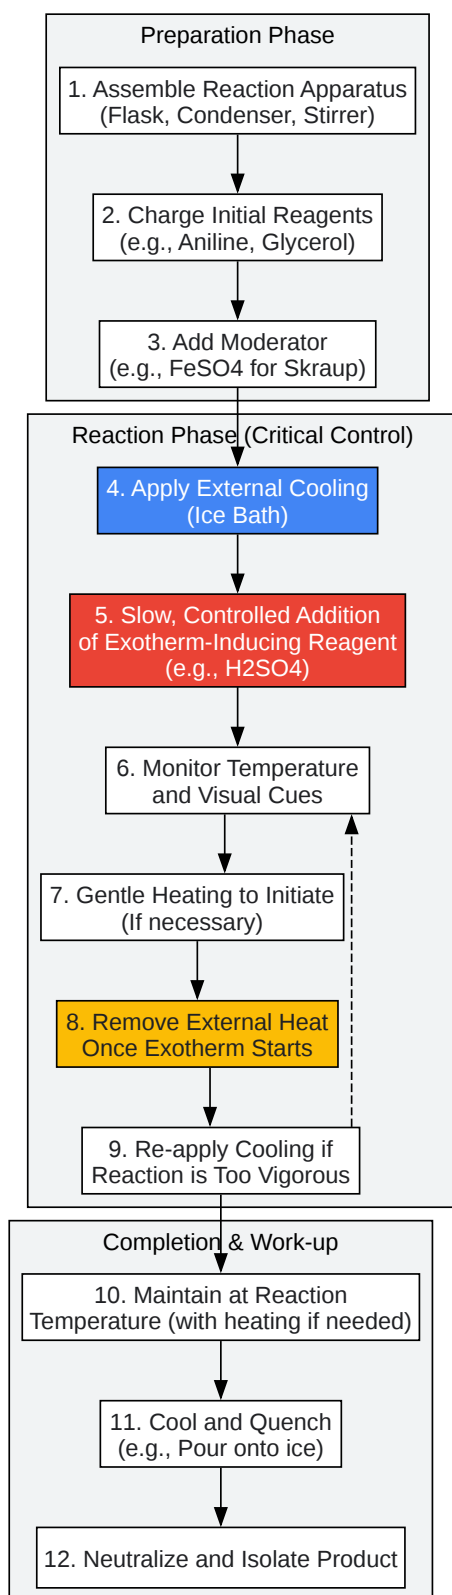 Preparation Phase
1. Assemble Reaction Apparatus
(Flask, Condenser, Stirrer)
2. Charge Initial Reagents
(e.g., Aniline, Glycerol)
3. Add Moderator
(e.g., FeSO4 for Skraup)
Reaction Phase (Critical Control)
4. Apply External Cooling
(Ice Bath)
5. Slow, Controlled Addition
of Exotherm-Inducing Reagent
(e.g., H2SO4)
6. Monitor Temperature
and Visual Cues
7. Gentle Heating to Initiate
(If necessary)
8. Remove External Heat
Once Exotherm Starts
9. Re-apply Cooling if
Reaction is Too Vigorous
Completion & Work-up
10. Maintain at Reaction
Temperature (with heating if needed)
11. Cool and Quench
(e.g., Pour onto ice)
12. Neutralize and Isolate Product